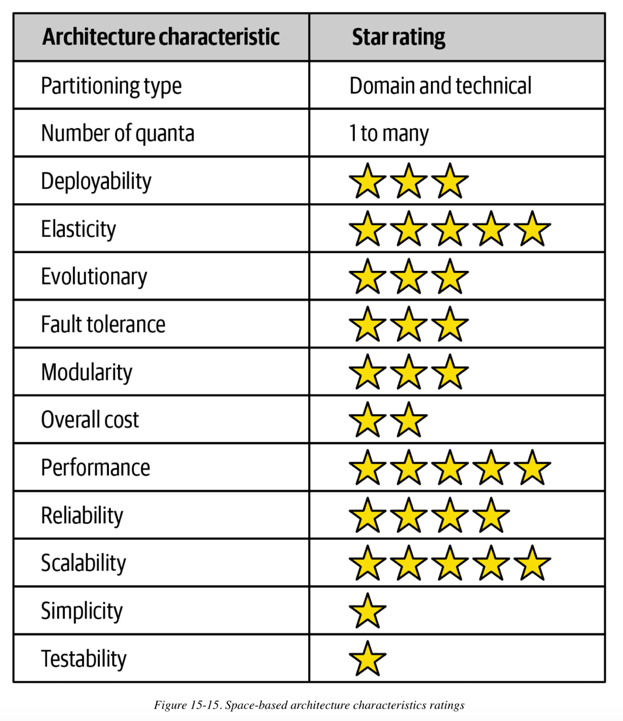 Architecture characteristic Star rating
Partitioning type Domain and technical
Number of quanta 1 to many
Deployability
Elasticity
Evolutionary
Fault tolerance
Modularity
Overall cost
Performance
Reliability
Scalability
Simplicity
Testability
Figure 15-15. Space-based architecture characteristics ratings